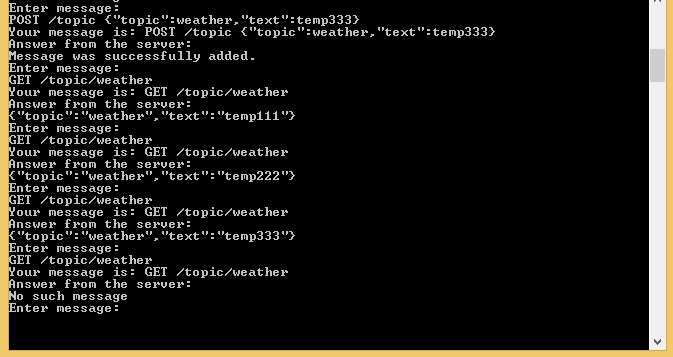 Enter message:
POST /topic {"topic":weather,"text":temp333}
Your message is: POST /topic {"topic":weather,"text":temp333}
Answer from the server:
Message was successfully added.
Enter message:
GET /topic/weather
Your message is: GET /topic/weather
Answer from the server:
{"topic":"weather","text":"temp111"}
Enter message:
GET /topic/weather
Your message is: GET /topic/weather
Answer from the server:
{"topic":"weather","text":"temp222"}
Enter message:
GET /topic/weather
Your message is: GET /topic/weather
Answer from the server:
{"topic":"weather","text":"temp333"}
Enter message:
GET /topic/weather
Your message is: GET /topic/weather
Answer from the server:
No such message
Enter message: